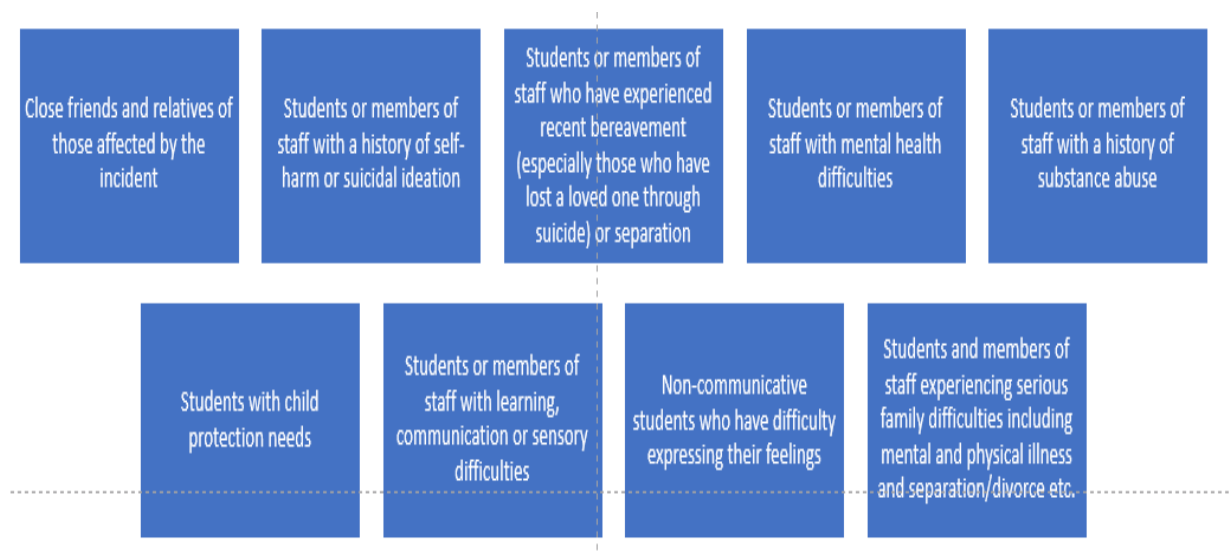 Close friends and relatives of
those affected by the
incident
Students or members of
staff with a history of self-
harm or suicidal ideation
Students or members of
staff who have experienced
recent bereavement
(especially those who have
lost a loved one through
suicide) or separation
Students or members of
staff with mental health
difficulties
Students or members of
staff with a history of
substance abuse
Students with child
protection needs
Students or members of
staff with learning,
communication or sensory
difficulties
Non-communicative
students who have difficulty
expressing their feelings
Students and members of
staff experiencing serious
family difficulties including
mental and physical illness
and separation/divorce etc.